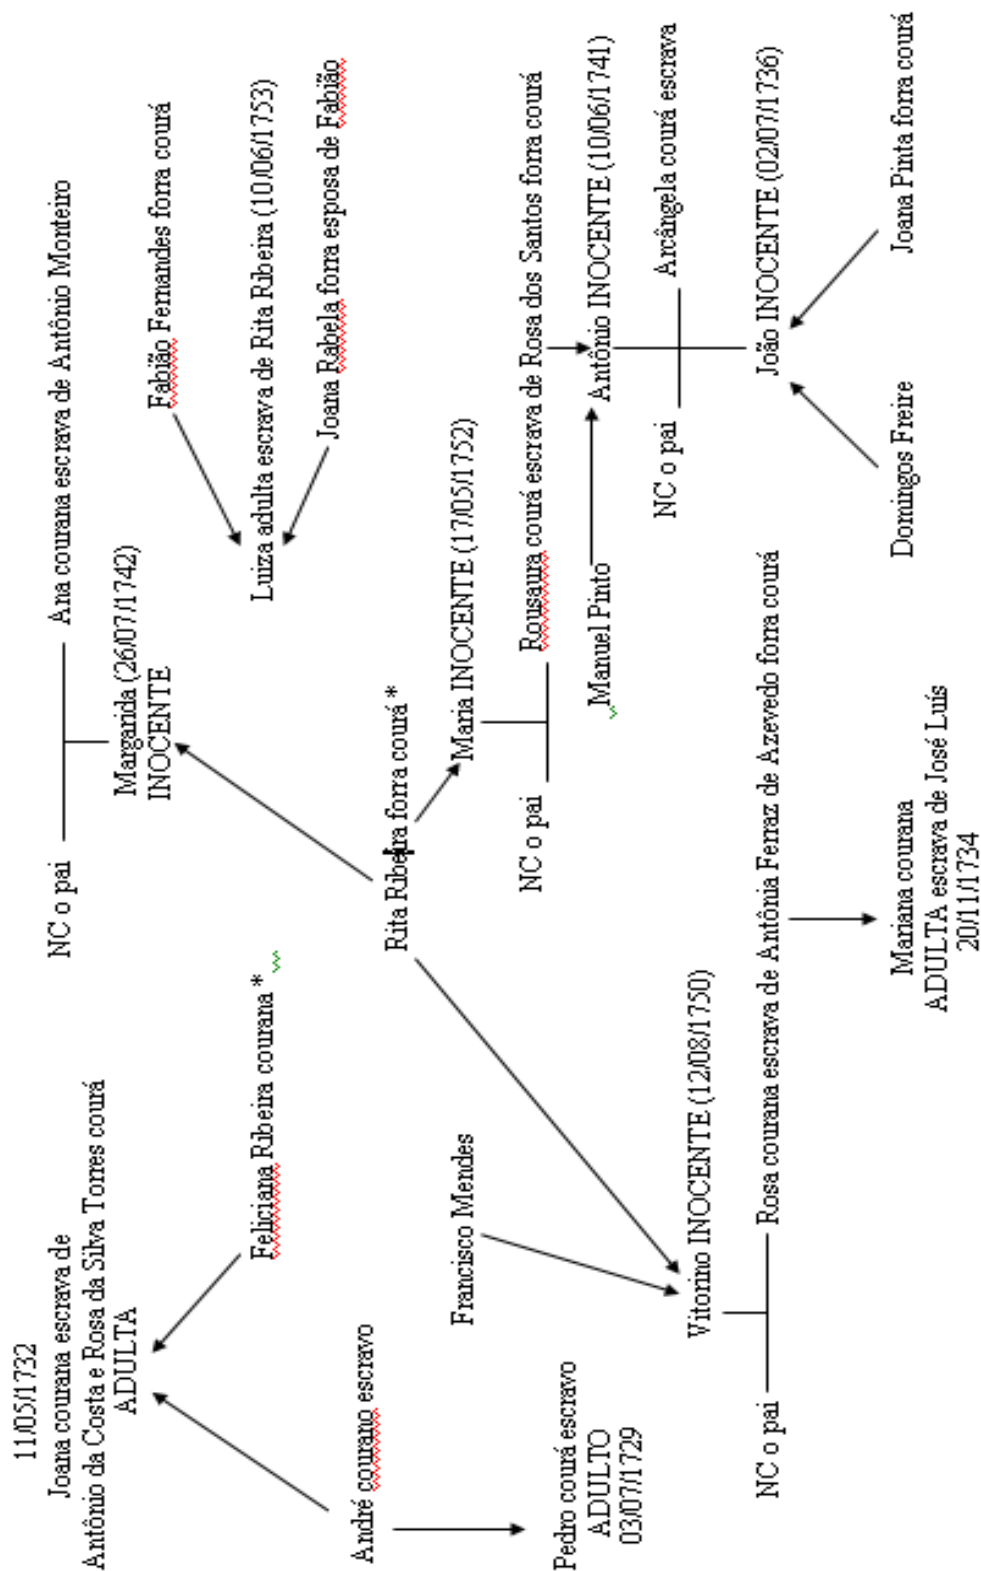 11/05/1732
Joana courana escrava de
Antônio da Costa e Rosa da Silva Torres courá
ADULTA
NC o pai
Ana courana escrava de Antônio Monteiro
Margarida (26/07/1742)
INOCENTE
Fabião Fernandes forra courá
Feliciana Ribeira courana *
Luiza adulta escrava de Rita Ribeira (10/06/1753)
Joana Rabela forra esposa de Fabião
André courano escravo
Rita Ribeira forra courá *
Francisco Mendes
Maria INOCENTE (17/05/1752)
Pedro courá escravo
ADULTO
03/07/1729
NC o pai
Rousaura courá escrava de Rosa dos Santos forra courá
Manuel Pinto
Antônio INOCENTE (10/06/1741)
Vitorino INOCENTE (12/08/1750)
NC o pai
Arcângela courá escrava
NC o pai
Rosa courana escrava de Antônia Ferraz de Azevedo forra courá
João INOCENTE (02/07/1736)
Mariana courana
ADULTA escrava de José Luís
20/11/1734
Domingos Freire
Joana Pinta forra courá